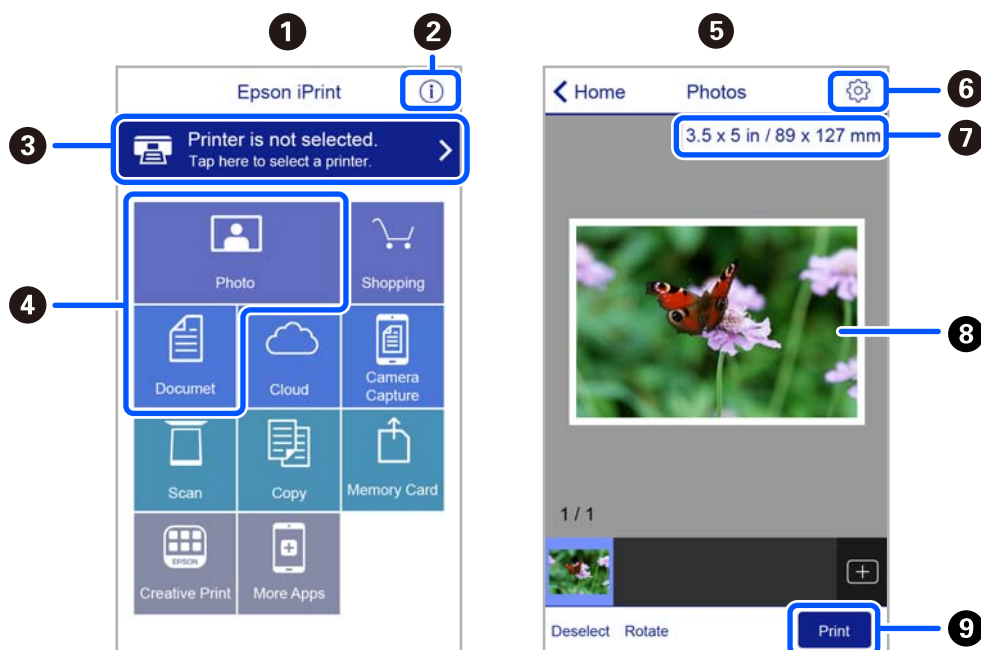 1
2
Epson iPrint
3
Printer is not selected.
Tap here to select a printer.
4
Photo
Shopping
Documet
Cloud
Camera
Capture
Scan
Copy
Memory Card
EPSON
Creative Print
More Apps
5
Home
Photos
6
3.5 x 5 in / 89 x 127 mm
7
8
1 / 1
Deselect
Rotate
Print
9